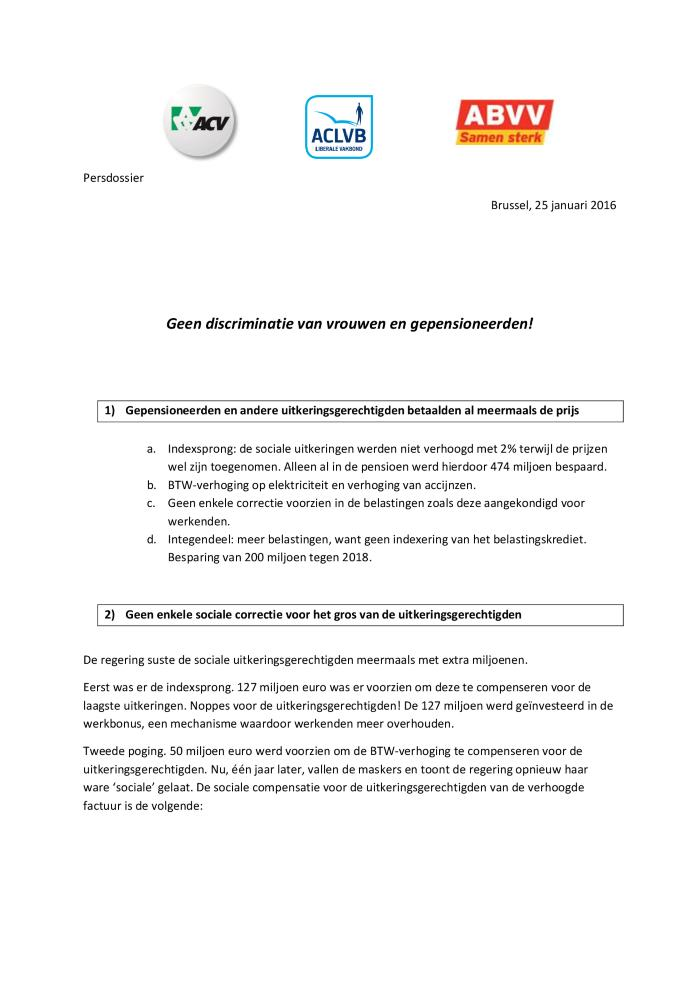 ACV
ACLVB
LIBERALE VAKBOND
ABVV
Samen sterk
Persdossier
Brussel, 25 januari 2016
Geen discriminatie van vrouwen en gepensioneerden!
1) Gepensioneerden en andere uitkeringsgerechtigden betaalden al meermaals de prijs
a. Indexsprong: de sociale uitkeringen werden niet verhoogd met 2% terwijl de prijzen
wel zijn toegenomen. Alleen al in de pensioen werd hierdoor 474 miljoen bespaard.
b. BTW-verhoging op elektriciteit en verhoging van accijnzen.
c. Geen enkele correctie voorzien in de belastingen zoals deze aangekondigd voor
werkenden.
d. Integendeel: meer belastingen, want geen indexering van het belastingskrediet.
Besparing van 200 miljoen tegen 2018.
2) Geen enkele sociale correctie voor het gros van de uitkeringsgerechtigden
De regering suste de sociale uitkeringsgerechtigden meermaals met extra miljoenen.
Eerst was er de indexsprong. 127 miljoen euro was er voorzien om deze te compenseren voor de
laagste uitkeringen. Noppes voor de uitkeringsgerechtigden! De 127 miljoen werd geïnvesteerd in de
werkbonus, een mechanisme waardoor werkenden meer overhouden.
Tweede poging. 50 miljoen euro werd voorzien om de BTW-verhoging te compenseren voor de
uitkeringsgerechtigden. Nu, één jaar later, vallen de maskers en toont de regering opnieuw haar
ware ‘sociale’ gelaat. De sociale compensatie voor de uitkeringsgerechtigden van de verhoogde
factuur is de volgende: